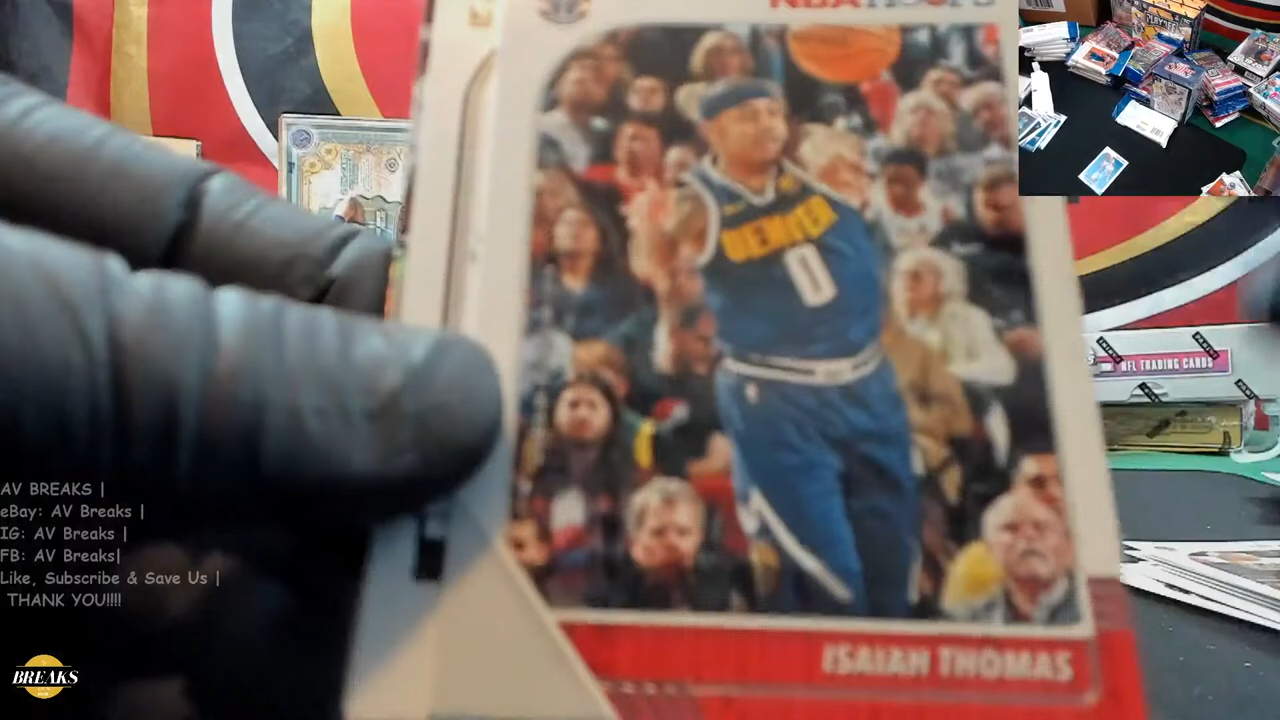 NBA HOOPS
DENVER
0
ISAIAH THOMAS
NFL TRADING CARDS
AV BREAKS |
eBay: AV Breaks |
IG: AV Breaks |
FB: AV Breaks|
Like, Subscribe & Save Us |
THANK YOU!!!!
BREAKS